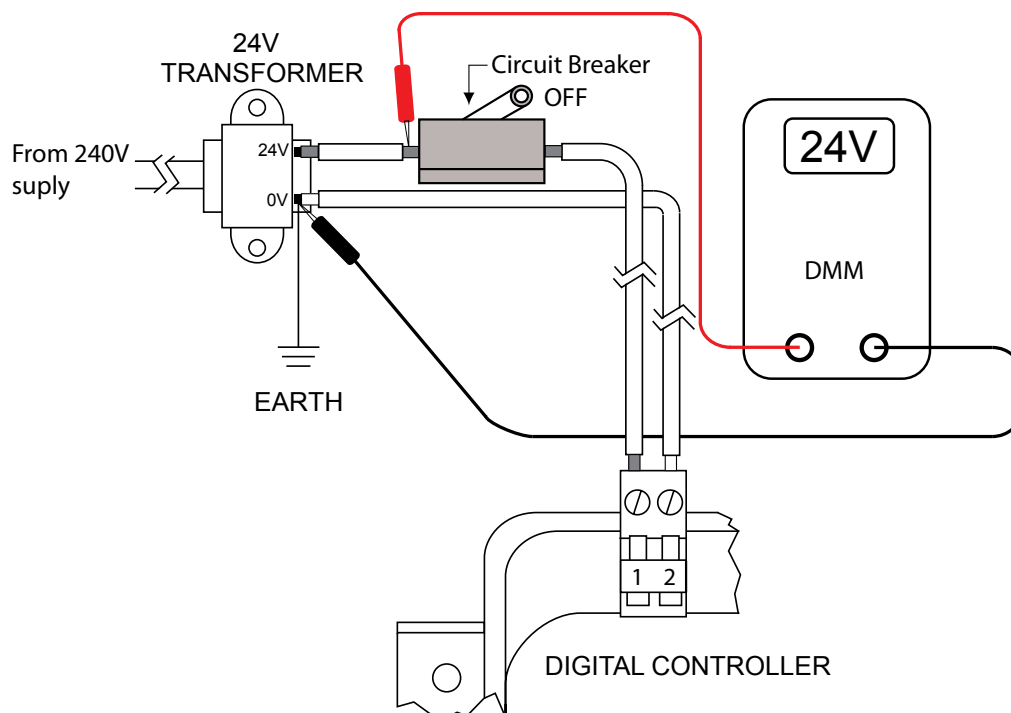 24V
TRANSFORMER
Circuit Breaker
OFF
24V
From 240V
suply
24V
0V
DMM
EARTH
1 2
DIGITAL CONTROLLER